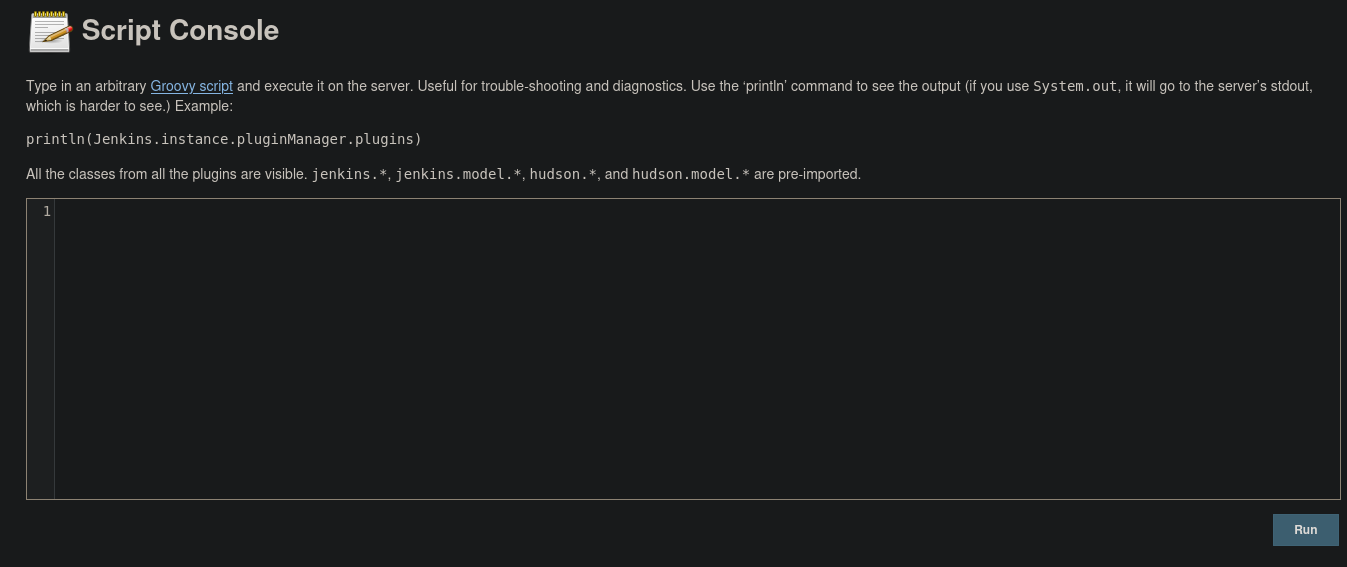 Script Console
Type in an arbitrary Groovy script and execute it on the server. Useful for trouble-shooting and diagnostics. Use the ‘println’ command to see the output (if you use System.out, it will go to the server’s stdout,
which is harder to see.) Example:
println(Jenkins.instance.pluginManager.plugins)
All the classes from all the plugins are visible. jenkins.*, jenkins.model.*, hudson.*, and hudson.model.* are pre-imported.
1
Run